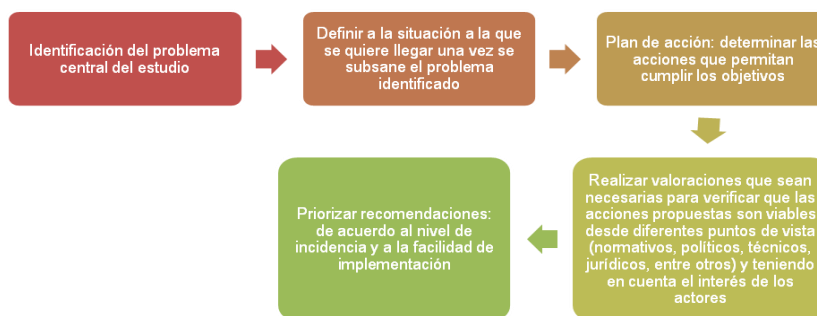 Identificación del problema
central del estudio
Definir a la situación a la que
se quiere llegar una vez se
subsane el problema
identificado
Plan de acción: determinar las
acciones que permitan
cumplir los objetivos
Realizar valoraciones que sean
necesarias para verificar que las
acciones propuestas son viables
desde diferentes puntos de vista
(normativos, políticos, técnicos,
jurídicos, entre otros) y teniendo
en cuenta el interés de los
actores
Priorizar recomendaciones:
de acuerdo al nivel de
incidencia y a la facilidad de
implementación